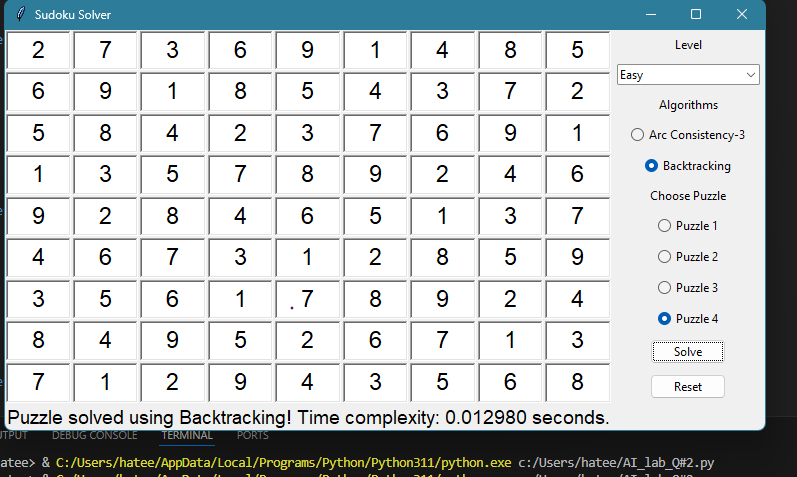 Sudoku Solver
2 7 3 6 9 1 4 8 5
6 9 1 8 5 4 3 7 2
5 8 4 2 3 7 6 9 1
1 3 5 7 8 9 2 4 6
9 2 8 4 6 5 1 3 7
4 6 7 3 1 2 8 5 9
3 5 6 1 7 8 9 2 4
8 4 9 5 2 6 7 1 3
7 1 2 9 4 3 5 6 8
Level
Easy
Algorithms
Arc Consistency-3
Backtracking
Choose Puzzle
Puzzle 1
Puzzle 2
Puzzle 3
Puzzle 4
Solve
Reset
Puzzle solved using Backtracking! Time complexity: 0.012980 seconds.
UTPUT DEBUG CONSOLE TERMINAL PORTS
atee> & C:/Users/hatee/AppData/Local/Programs/Python/Python311/python.exe c:/Users/hatee/AI_lab_Q#2.py